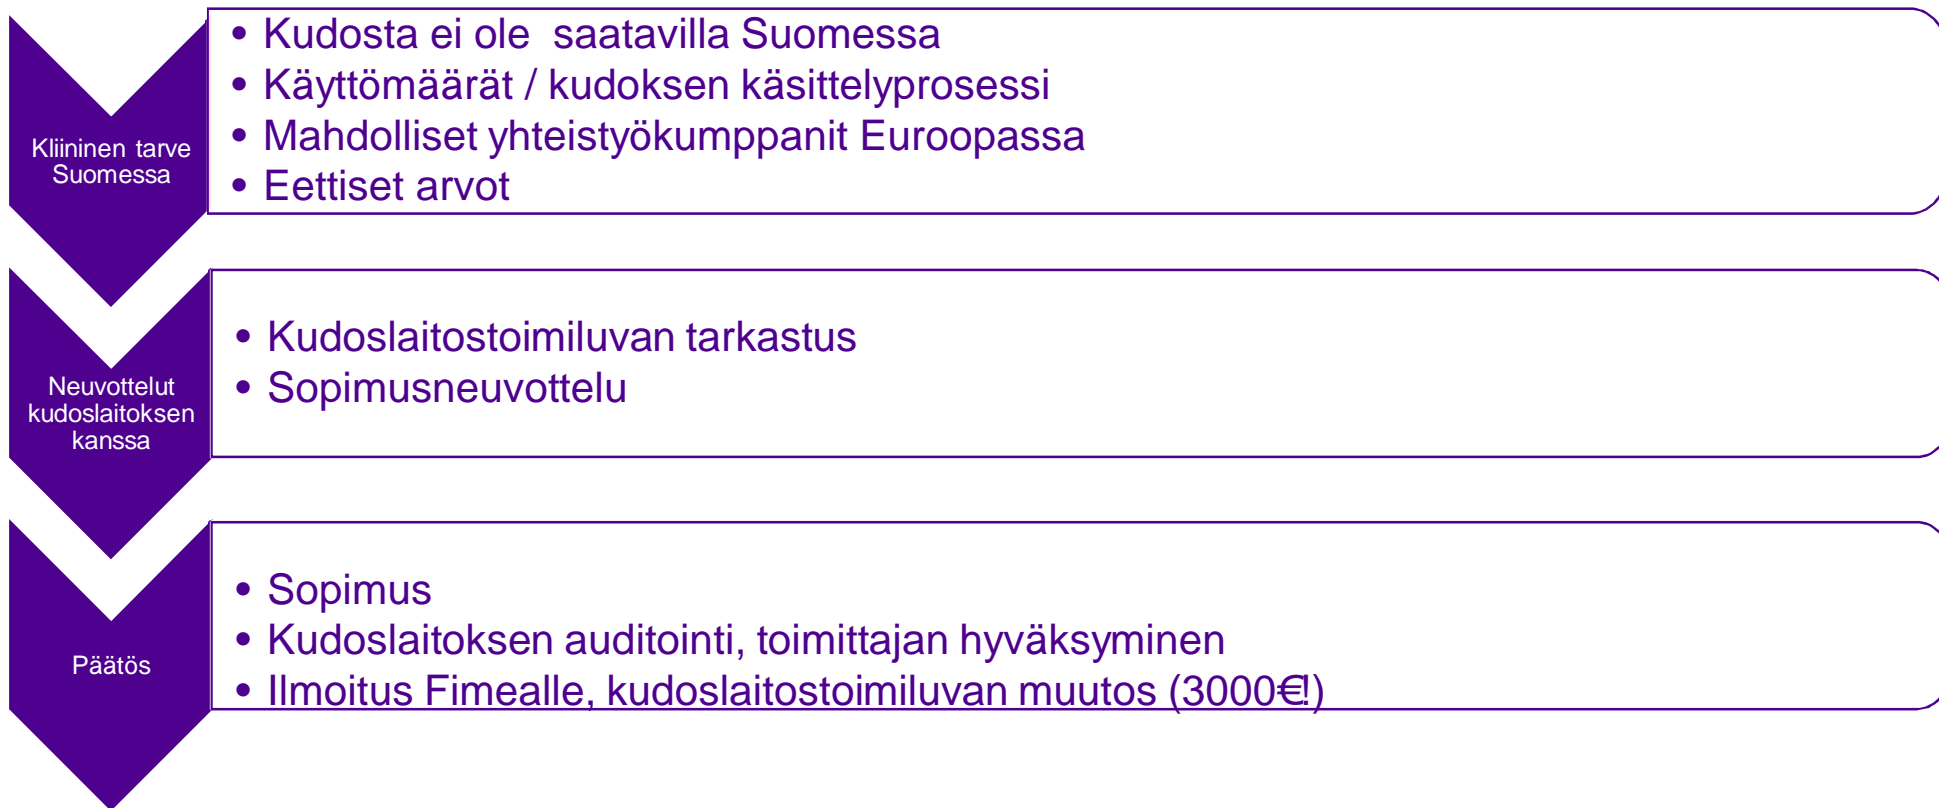 Kliininen tarve
Suomessa
• Kudosta ei ole  saatavilla Suomessa
• Käyttömäärät / kudoksen käsittelyprosessi
• Mahdolliset yhteistyökumppanit Euroopassa
• Eettiset arvot
Neuvottelut
kudoslaitoksen
kanssa
• Kudoslaitostoimiluvan tarkastus
• Sopimusneuvottelu
Päätös
• Sopimus
• Kudoslaitoksen auditointi, toimittajan hyväksyminen
• Ilmoitus Fimealle, kudoslaitostoimiluvan muutos (3000€!)